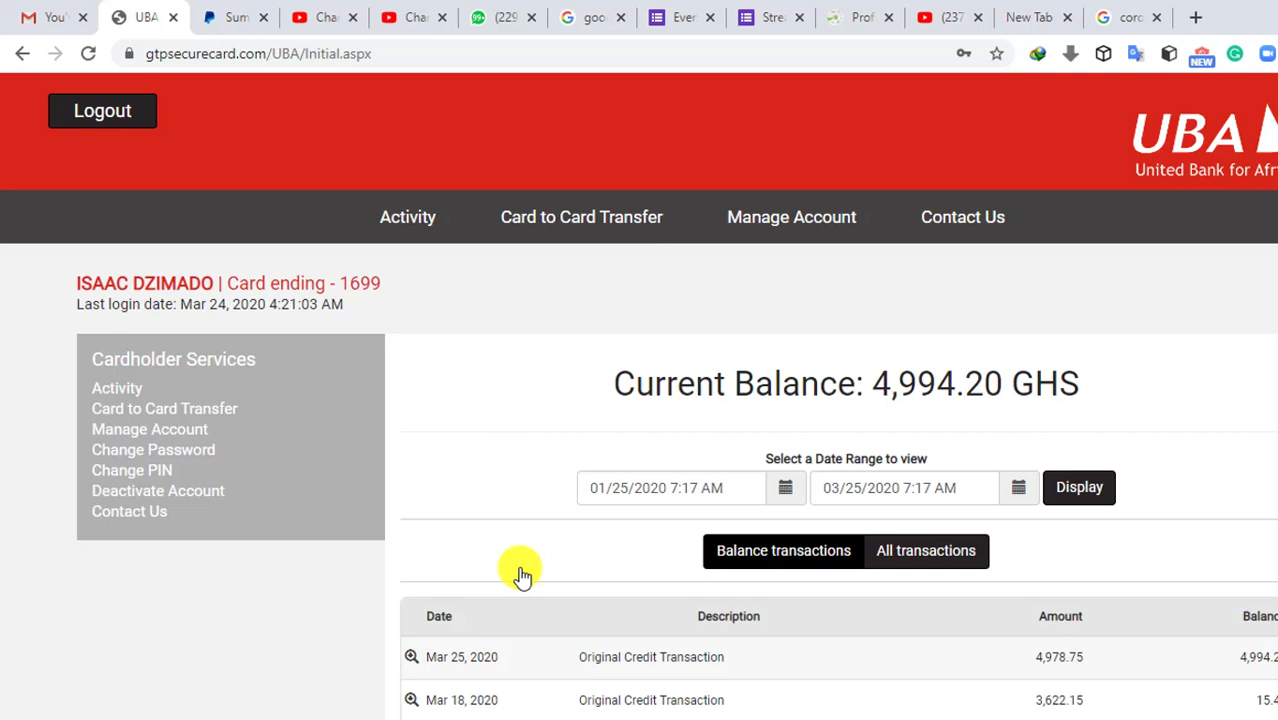 You
UBA
Sum
Cha
Cha
(229
goo
Ever
Stre
Prof
(237
New Tab
corc
gtpsecurecard.com/UBA/Initial.aspx
NEW
Logout
UBA
United Bank for Afr
Activity
Card to Card Transfer
Manage Account
Contact Us
ISAAC DZIMADO | Card ending - 1699
Last login date: Mar 24, 2020 4:21:03 AM
Cardholder Services
Activity
Card to Card Transfer
Manage Account
Change Password
Change PIN
Deactivate Account
Contact Us
Current Balance: 4,994.20 GHS
Select a Date Range to view
01/25/2020 7:17 AM
03/25/2020 7:17 AM
Display
Balance transactions
All transactions
Date Description Amount Balanc
Mar 25, 2020 Original Credit Transaction 4,978.75 4,994.2
Mar 18, 2020 Original Credit Transaction 3,622.15 15.4